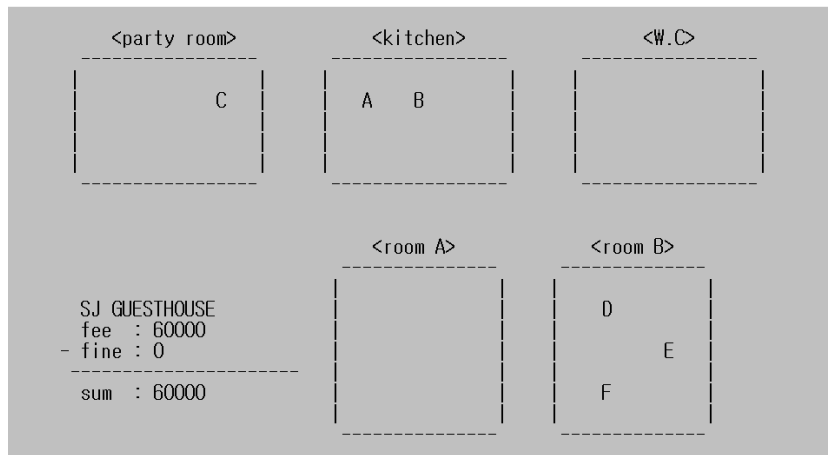 <party room> <kitchen> <W.C>
C A B
<room A> <room B>
SJ GUESTHOUSE D
fee : 60000
- fine : 0 E
sum : 60000 F